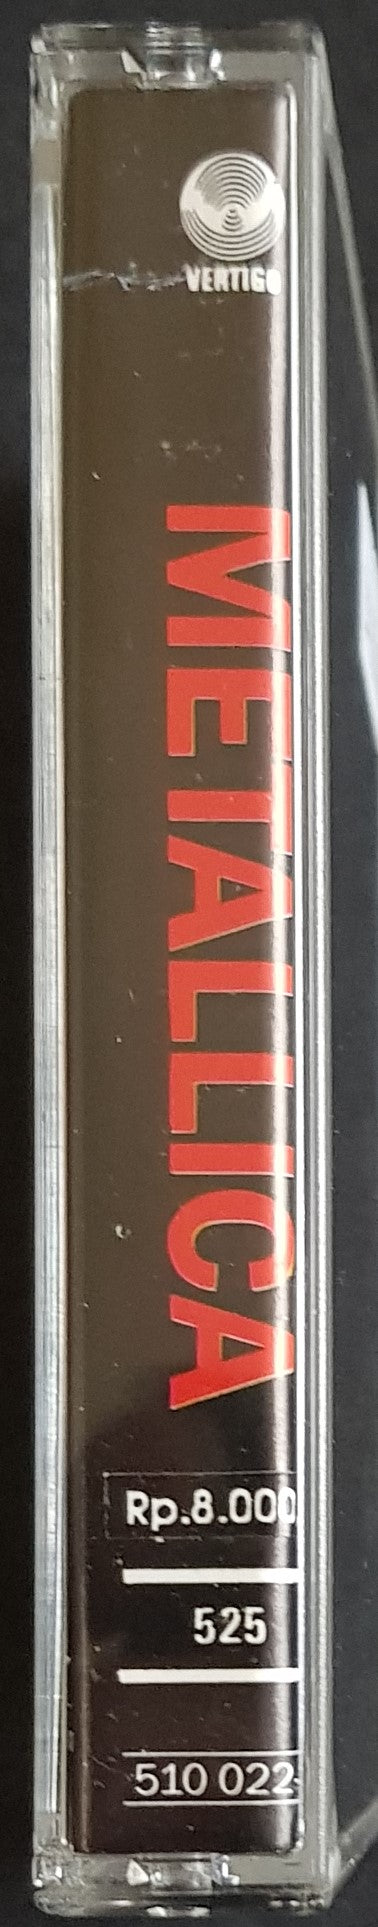 VERTIGO
METALLICA
Rp.8.000
525
510 022